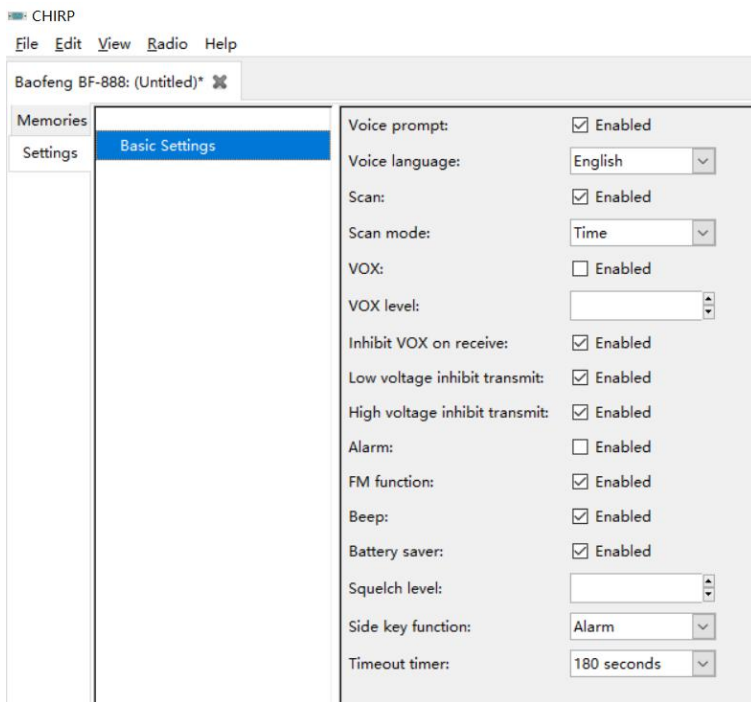 CHIRP
File Edit View Radio Help
Baofeng BF-888: (Untitled)*
Memories
Settings
Basic Settings
Voice prompt: Enabled
Voice language: English
Scan: Enabled
Scan mode: Time
VOX: Enabled
VOX level:
Inhibit VOX on receive: Enabled
Low voltage inhibit transmit: Enabled
High voltage inhibit transmit: Enabled
Alarm: Enabled
FM function: Enabled
Beep: Enabled
Battery saver: Enabled
Squelch level:
Side key function: Alarm
Timeout timer: 180 seconds